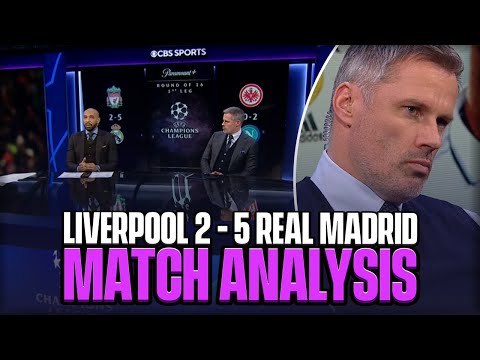 CBS SPORTS
Paramount+
ROUND OF 16
1ST LEG
2-5
0-2
CHAMPIONS
LEAGUE
LIVERPOOL 2 - 5 REAL MADRID
MATCH ANALYSIS